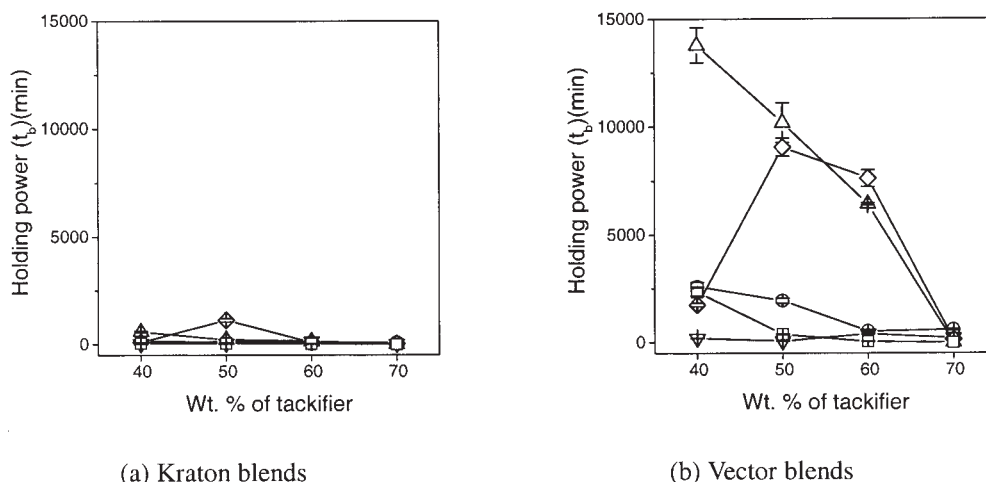 15000
10000
5000
0
Holding power (t_b)(min)
40 50 60 70
Wt. % of tackifier
(a) Kraton blends
15000
10000
5000
0
Holding power (t_b)(min)
40 50 60 70
Wt. % of tackifier
(b) Vector blends